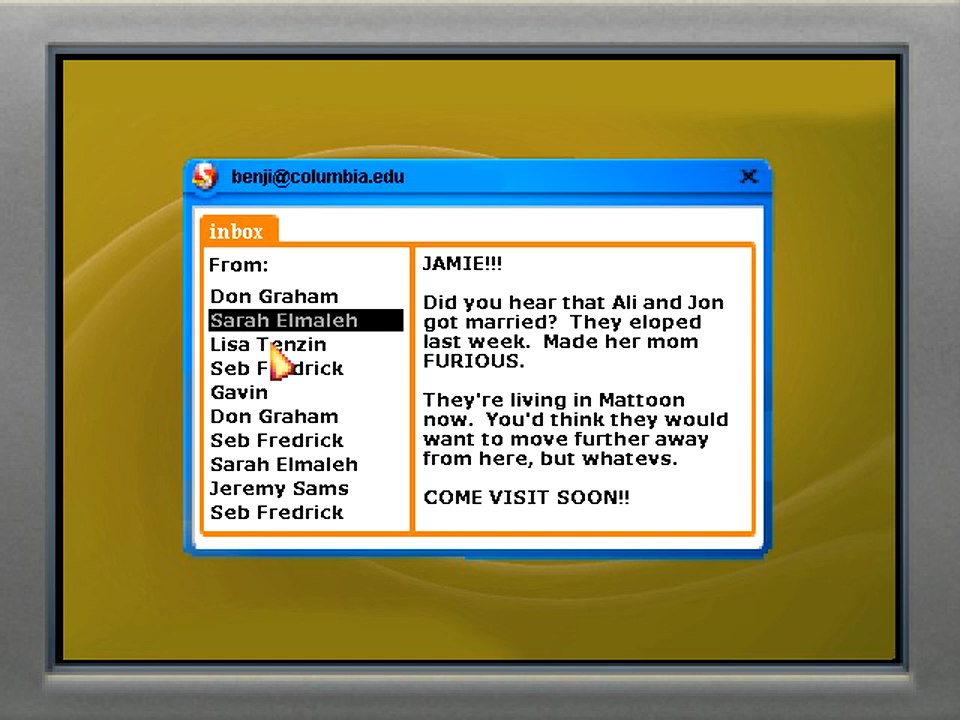 benji@columbia.edu
inbox
From:
Don Graham
Sarah Elmaleh
Lisa Tenzin
Seb Fredrick
Gavin
Don Graham
Seb Fredrick
Sarah Elmaleh
Jeremy Sams
Seb Fredrick
JAMIE!!!
Did you hear that Ali and Jon
got married?  They eloped
last week.  Made her mom
FURIOUS.
They're living in Mattoon
now.  You'd think they would
want to move further away
from here, but whatevs.
COME VISIT SOON!!